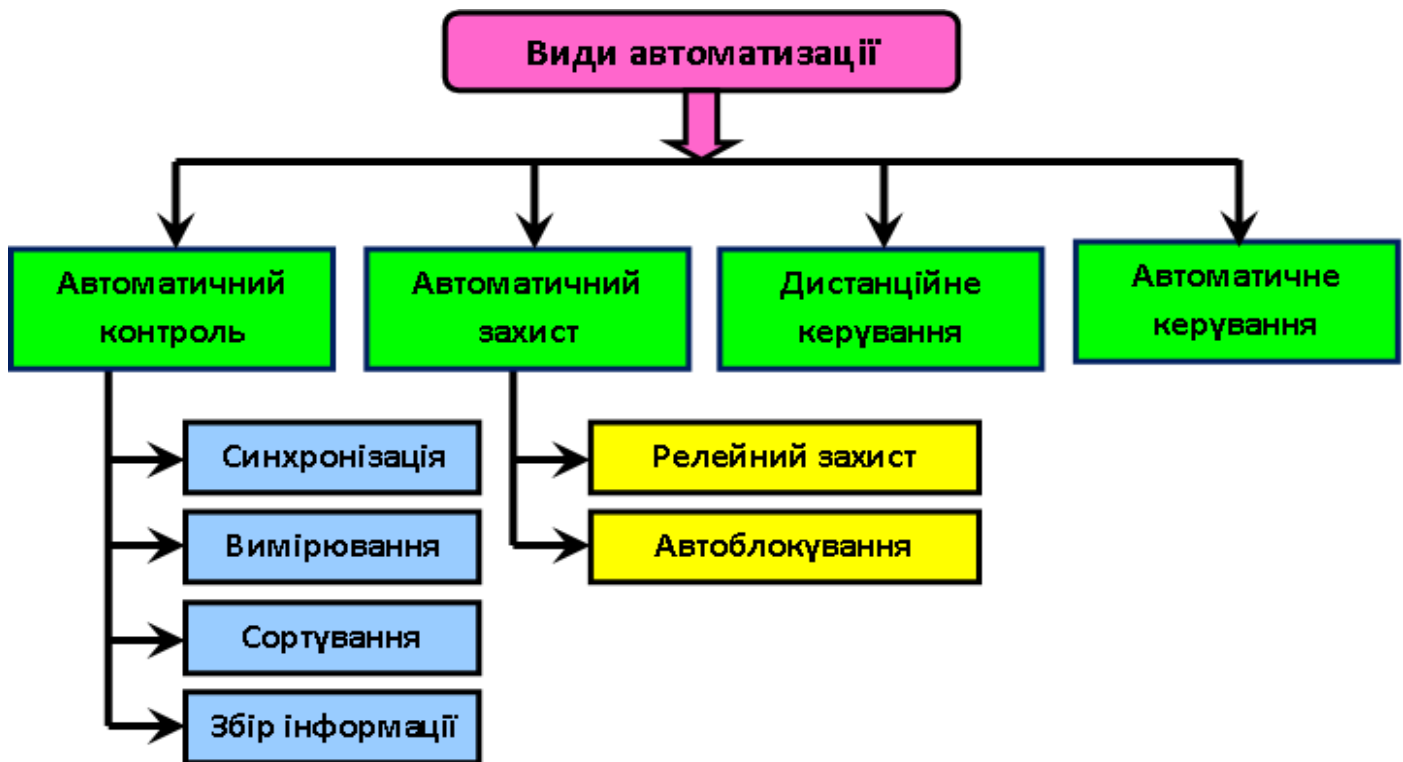 Види автоматизації
Автоматичний
контроль
Автоматичний
захист
Дистанційне
керування
Автоматичне
керування
Синхронізація
Вимірювання
Сортування
Збір інформації
Релейний захист
Автоблокування